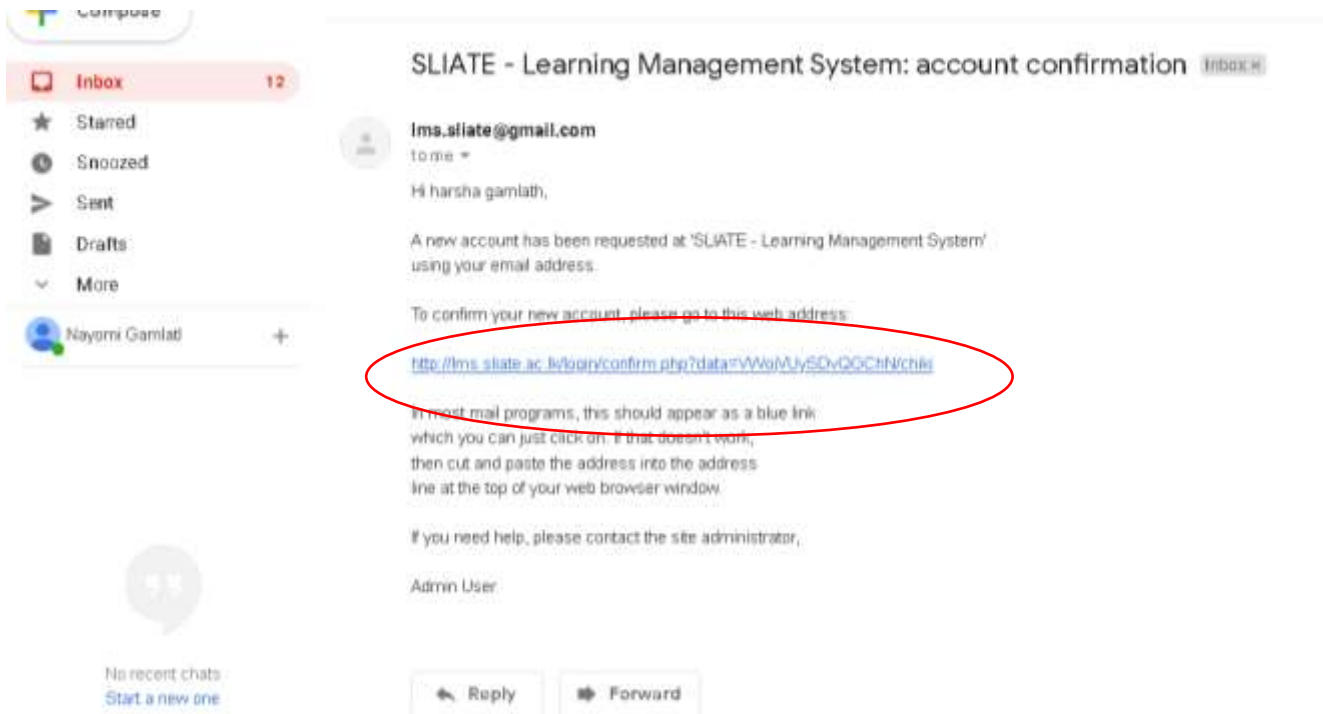 Compose
Inbox 12
Starred
Snoozed
Sent
Drafts
More
Nayomi
No recent chats
Start a new one
SLIATE - Learning Management System: account confirmation Inbox x
lms.sliate@gmail.com
to me
Hi harsha gamlath,
A new account has been requested at 'SLIATE - Learning Management System'
using your email address.
To confirm your new account, please go to this web address:
In most mail programs, this should appear as a blue link
which you can just click on. If that doesn't work,
then cut and paste the address into the address
line at the top of your web browser window.
If you need help, please contact the site administrator,
Admin User
Reply Forward